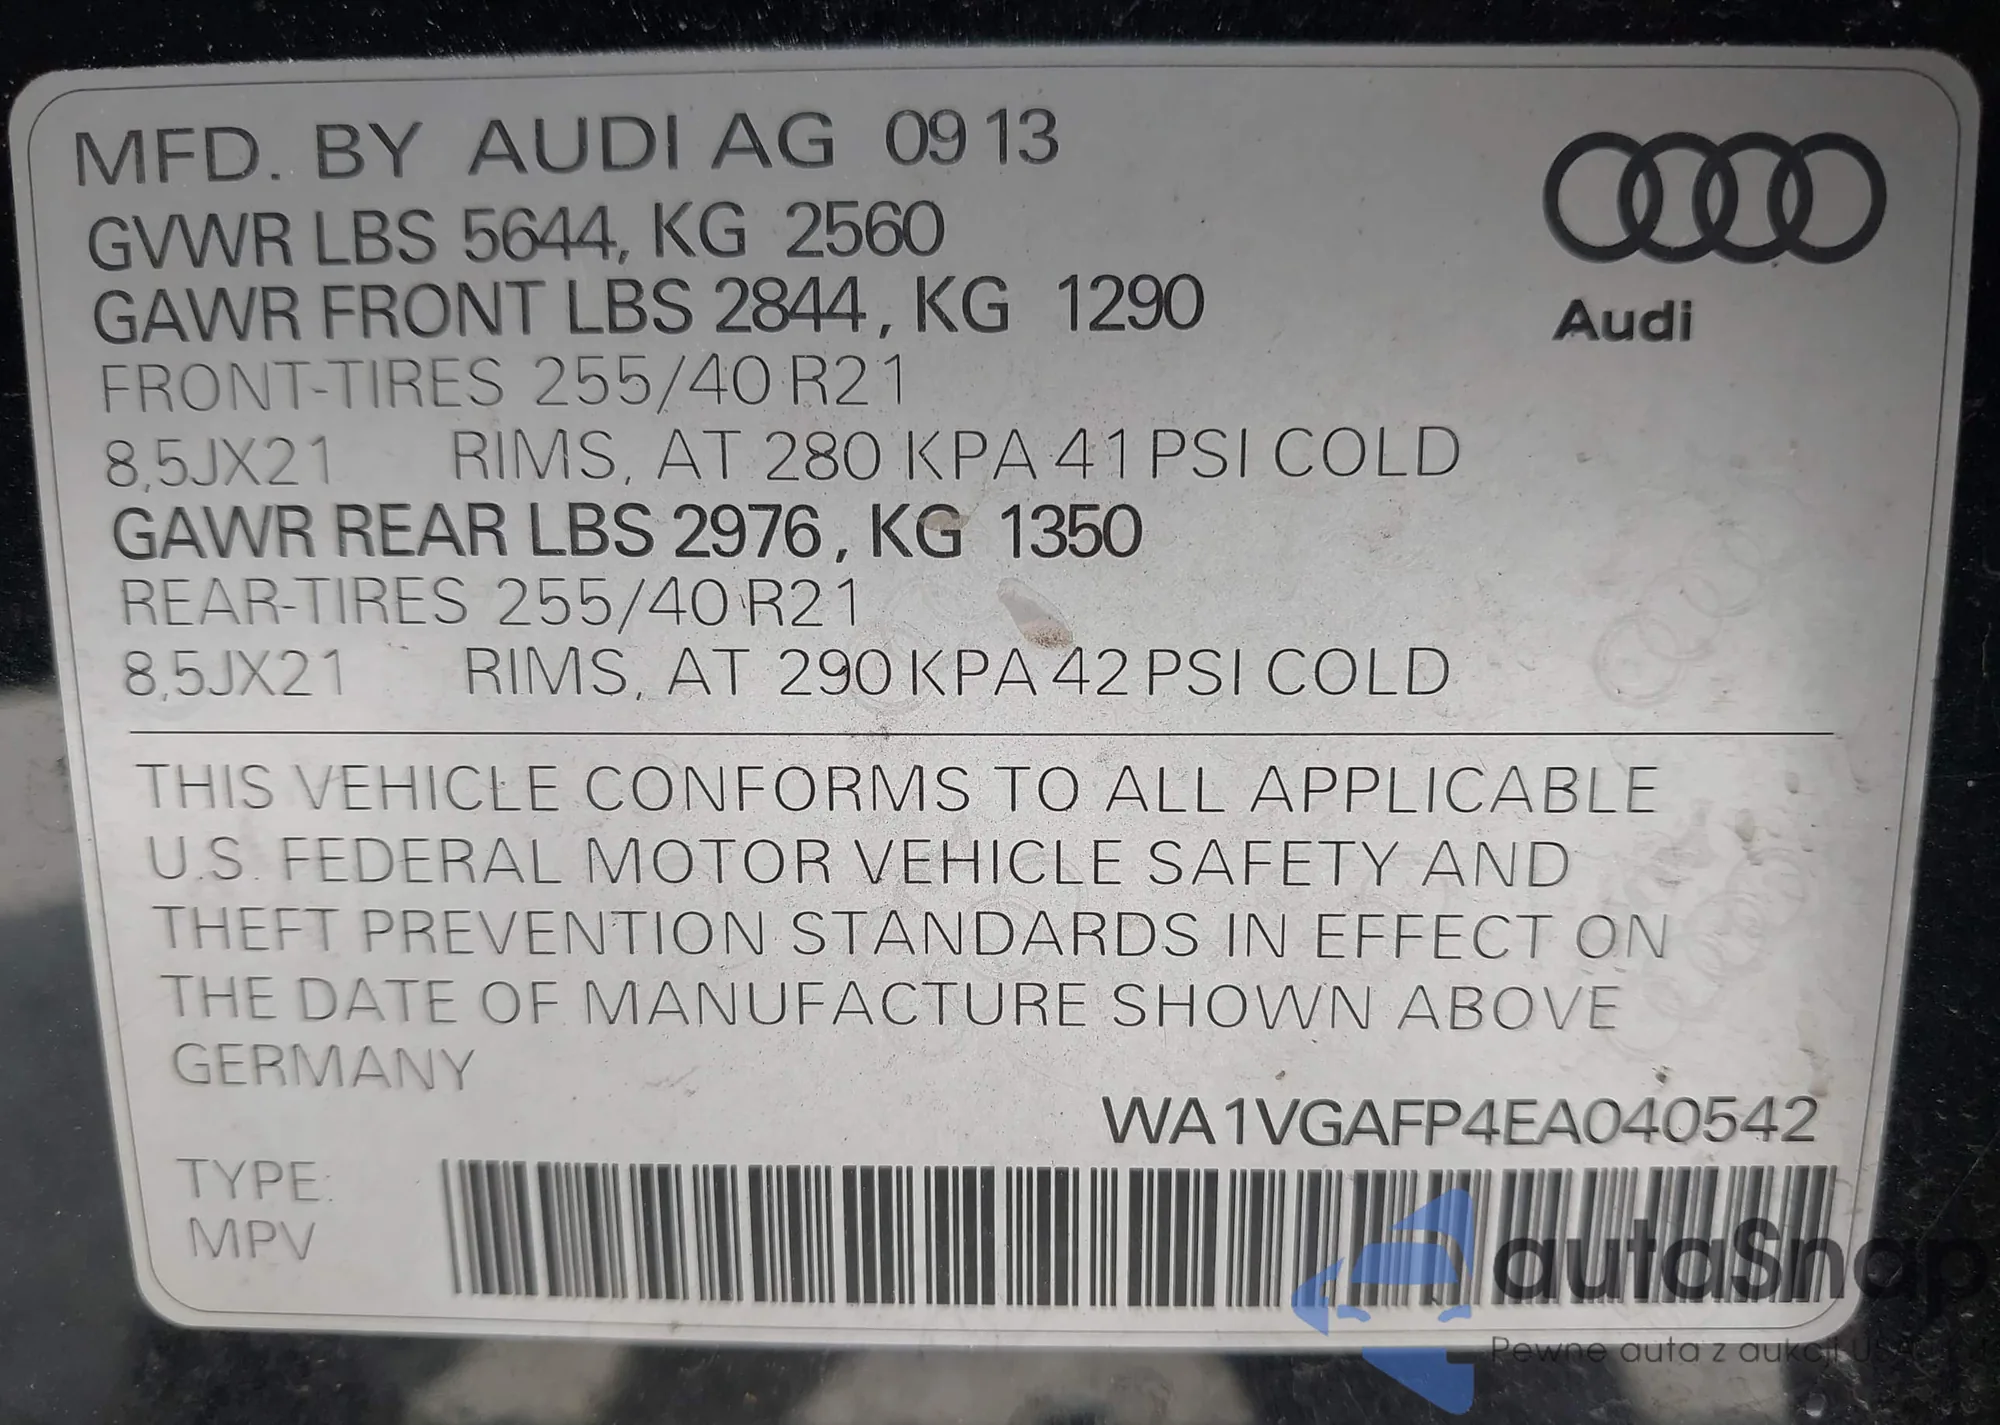 MFD. BY AUDI AG 09 13
GVWR LBS 5644, KG 2560
GAWR FRONT LBS 2844, KG 1290
FRONT-TIRES 255/40 R21
8,5JX21 RIMS, AT 280 KPA 41 PSI COLD
GAWR REAR LBS 2976, KG 1350
REAR-TIRES 255/40 R21
8,5JX21 RIMS, AT 290 KPA 42 PSI COLD
Audi
THIS VEHICLE CONFORMS TO ALL APPLICABLE
U.S. FEDERAL MOTOR VEHICLE SAFETY AND
THEFT PREVENTION STANDARDS IN EFFECT ON
THE DATE OF MANUFACTURE SHOWN ABOVE
GERMANY
WA1VGAFP4EA040542
TYPE:
MPV
autaSnap
Pewne auta z aukcji